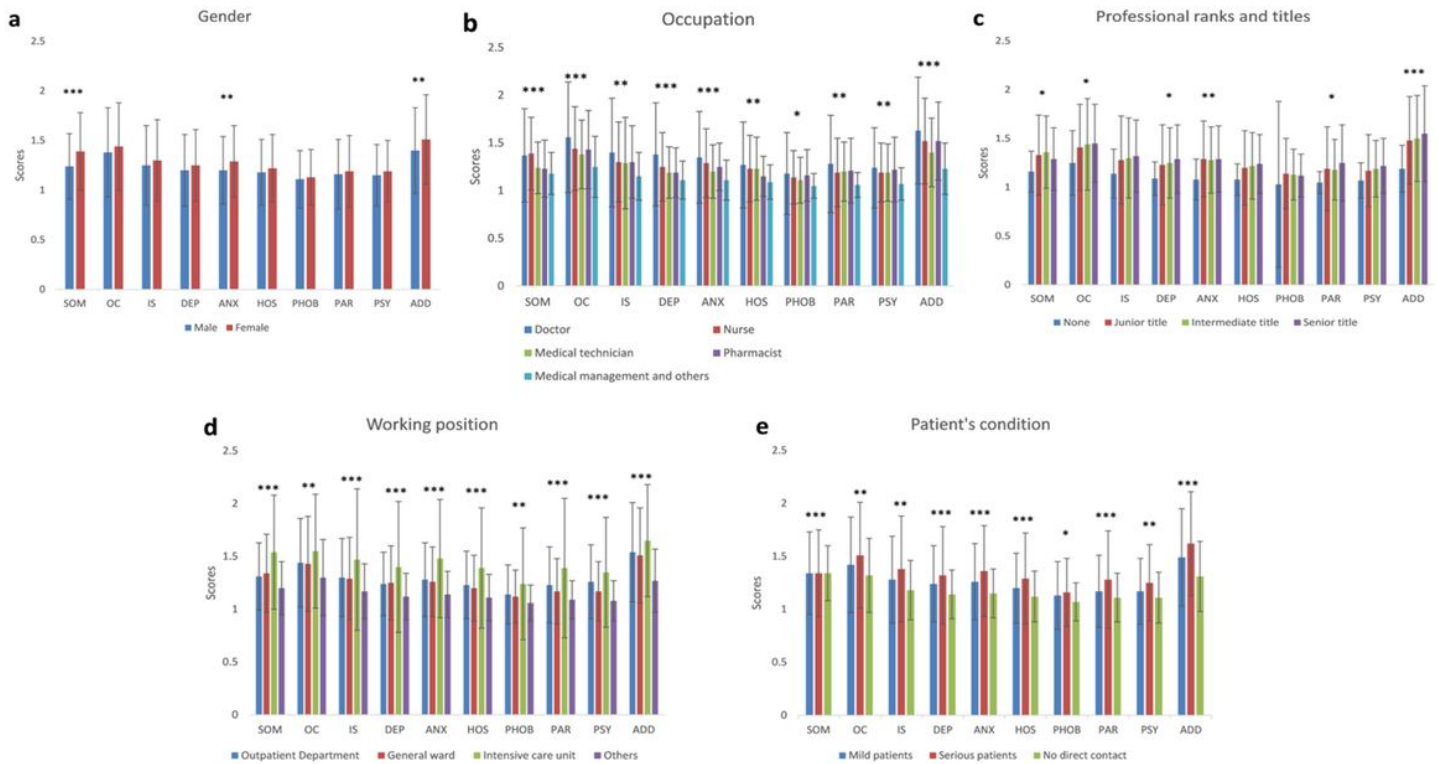 a
Gender
2.5
2
1.5
1
0.5
0
Scores
*** ** **
SOM OC IS DEP ANX HOS PHOB PAR PSY ADD
Male Female
b
Occupation
2.5
2
1.5
1
0.5
0
Scores
*** *** ** *** *** ** * ** ** ***
SOM OC IS DEP ANX HOS PHOB PAR PSY ADD
Doctor Nurse
Medical technician Pharmacist
Medical management and others
c
Professional ranks and titles
2.5
2
1.5
1
0.5
0
Scores
* * * ** * ***
SOM OC IS DEP ANX HOS PHOB PAR PSY ADD
None Junior title Intermediate title Senior title
d
Working position
2.5
2
1.5
1
0.5
0
Scores
*** ** *** *** *** *** ** *** *** ***
SOM OC IS DEP ANX HOS PHOB PAR PSY ADD
Outpatient Department General ward Intensive care unit Others
e
Patient's condition
2.5
2
1.5
1
0.5
0
Scores
*** ** ** *** *** *** * *** ** ***
SOM OC IS DEP ANX HOS PHOB PAR PSY ADD
Mild patients Serious patients No direct contact